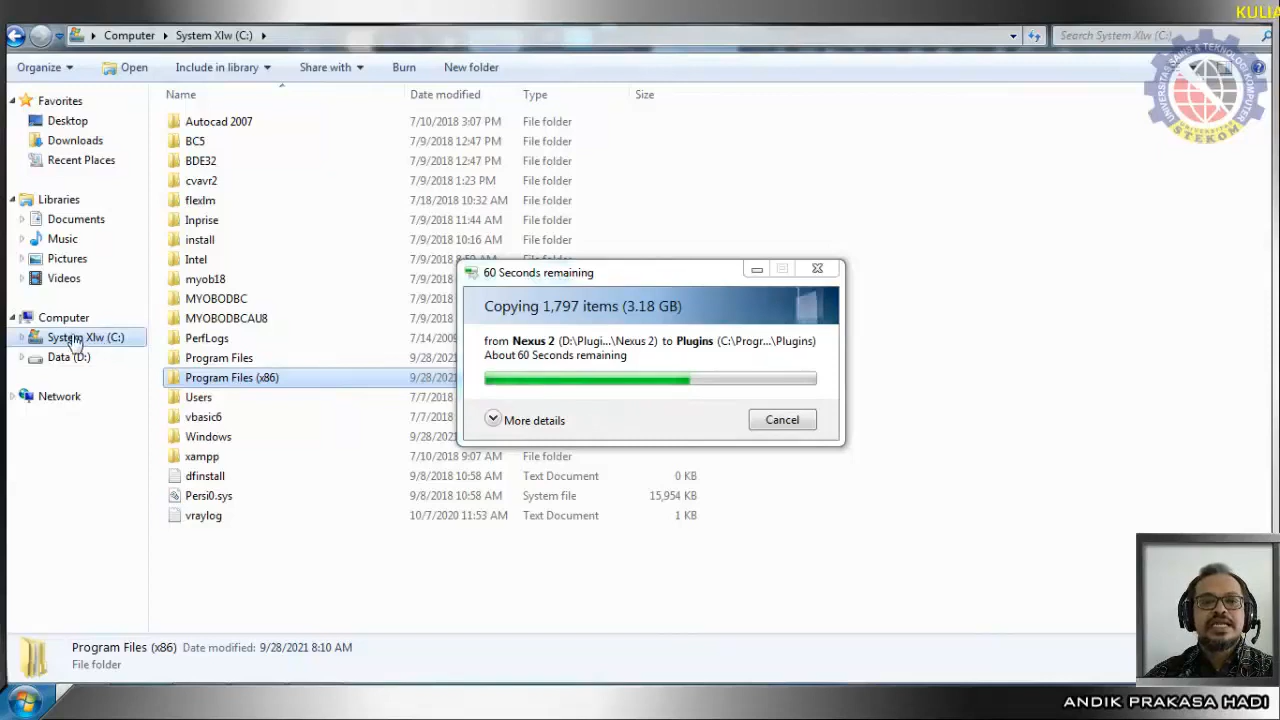 KULIA
Computer
System Xlw (C:)
Search System Xlw (C:)
Organize
Open
Include in library
Share with
Burn
New folder
Name
Date modified
Type
Size
Favorites
Desktop
Downloads
Recent Places
Libraries
Documents
Music
Pictures
Videos
Computer
System Xlw (C:)
Data (D:)
Network
Autocad 2007 7/10/2018 3:07 PM File folder
BC5 7/9/2018 12:47 PM File folder
BDE32 7/9/2018 12:47 PM File folder
cvavr2 7/9/2018 1:23 PM File folder
flexlm 7/18/2018 10:32 AM File folder
Inprise 7/9/2018 11:44 AM File folder
install 7/9/2018 10:16 AM File folder
Intel File folder
myob18 7/9/2018
MYOBODBC 7/9/2018
MYOBODBCAU8 7/9/2018
PerfLogs 7/14/2009
Program Files 9/28/2021
Program Files (x86) 9/28/2021
Users 7/7/2018
vbasic6 7/7/2018
Windows 9/28/2021
xampp 7/10/2018 9:07 AM File folder
dfinstall 9/8/2018 10:58 AM Text Document 0 KB
Persi0.sys 9/8/2018 10:58 AM System file 15,954 KB
vraylog 10/7/2020 11:53 AM Text Document 1 KB
60 Seconds remaining
Copying 1,797 items (3.18 GB)
from Nexus 2 (D:\Plugi...\Nexus 2) to Plugins (C:\Progr...\Plugins)
About 60 Seconds remaining
More details
Cancel
UNIVERSITAS SAINS & TEKNOLOGI KOMPUTER
UNIVERSITAS
STEKOM
Program Files (x86) Date modified: 9/28/2021 8:10 AM
File folder
ANDIK PRAKASA HADI